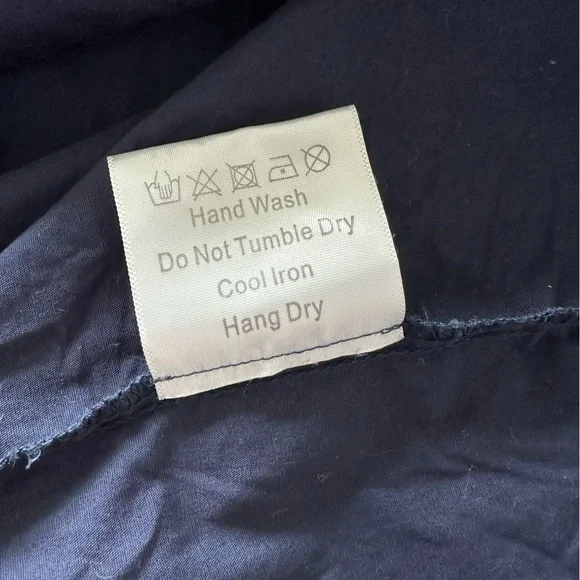 Hand Wash
Do Not Tumble Dry
Cool Iron
Hang Dry